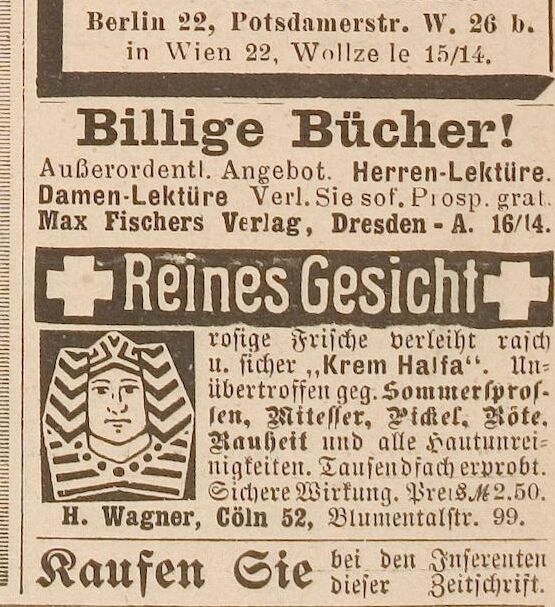 Berlin 22, Potsdamerstr. W. 26 b.
in Wien 22, Wollze le 15/14.
Billige Bücher!
Außerordentl. Angebot. Herren-Lektüre.
Damen-Lektüre Verl. Sie sof. Prosp. grat.
Max Fischers Verlag, Dresden - A. 16/14.
Reines Gesicht
rosige Frische verleiht rasch
u. sicher „Krem Halfa“. Un-
übertroffen geg. Sommerspros-
sen, Mitesser, Pickel, Röte,
Rauheit und alle Hautunrei-
nigkeiten. Tausendfach erprobt.
Sichere Wirkung. Preis ℳ 2.50.
H. Wagner, Cöln 52, Blumentalstr. 99.
Kaufen Sie bei den Inserenten
dieser Zeitschrift.